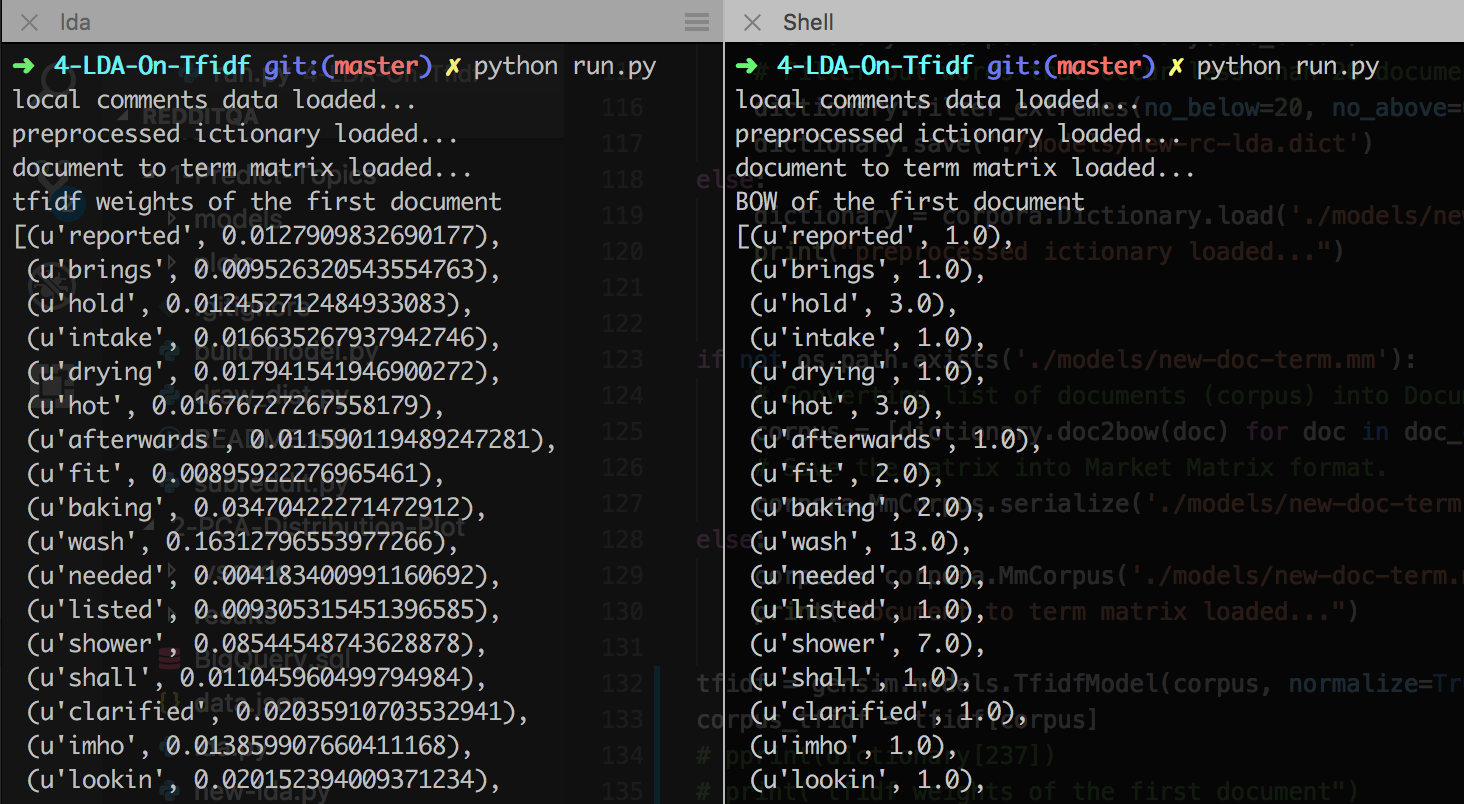 lda
➜ 4-LDA-On-Tfidf git:(master) ✗ python run.py
local comments data loaded...
preprocessed ictionary loaded...
document to term matrix loaded...
tfidf weights of the first document
[(u'reported', 0.0127909832690177),
(u'brings', 0.009526320543554763),
(u'hold', 0.012452712484933083),
(u'intake', 0.016635267937942746),
(u'drying', 0.017941541946900272),
(u'hot', 0.01676727267558179),
(u'afterwards', 0.011590119489247281),
(u'fit', 0.00895922276965461),
(u'baking', 0.03470422271472912),
(u'wash', 0.16312796553977266),
(u'needed', 0.004183400991160692),
(u'listed', 0.009305315451396585),
(u'shower', 0.08544548743628878),
(u'shall', 0.011045960499794984),
(u'clarified', 0.02035910703532941),
(u'imho', 0.013859907660411168),
(u'lookin', 0.020152394009371234),
Shell
➜ 4-LDA-On-Tfidf git:(master) ✗ python run.py
local comments data loaded...
preprocessed ictionary loaded...
document to term matrix loaded...
BOW of the first document
[(u'reported', 1.0),
(u'brings', 1.0),
(u'hold', 3.0),
(u'intake', 1.0),
(u'drying', 1.0),
(u'hot', 3.0),
(u'afterwards', 1.0),
(u'fit', 2.0),
(u'baking', 2.0),
(u'wash', 13.0),
(u'needed', 1.0),
(u'listed', 1.0),
(u'shower', 7.0),
(u'shall', 1.0),
(u'clarified', 1.0),
(u'imho', 1.0),
(u'lookin', 1.0),